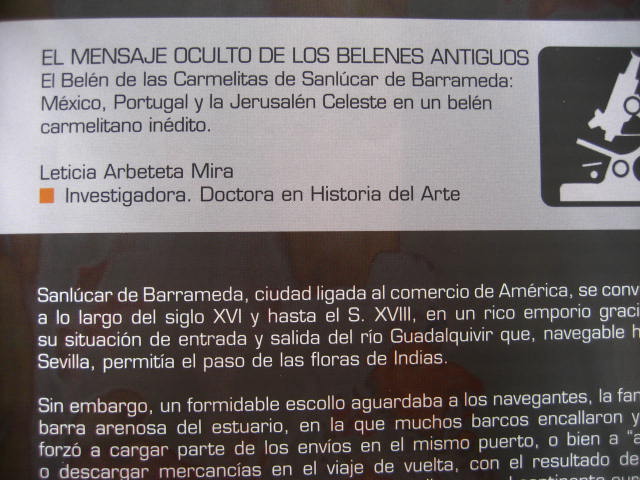 EL MENSAJE OCULTO DE LOS BELENES ANTIGUOS
El Belén de las Carmelitas de Sanlúcar de Barrameda:
México, Portugal y la Jerusalén Celeste en un belén
carmelitano inédito.
Leticia Arbeteta Mira
Investigadora. Doctora en Historia del Arte
Sanlúcar de Barrameda, ciudad ligada al comercio de América, se conv
a lo largo del siglo XVI y hasta el S. XVIII, en un rico emporio graci
su situación de entrada y salida del río Guadalquivir que, navegable h
Sevilla, permitía el paso de las floras de Indias.
Sin embargo, un formidable escollo aguardaba a los navegantes, la fam
barra arenosa del estuario, en la que muchos barcos encallaron y
forzó a cargar parte de los envíos en el mismo puerto, o bien a "a
o descargar mercancías en el viaje de vuelta, con el resultado de